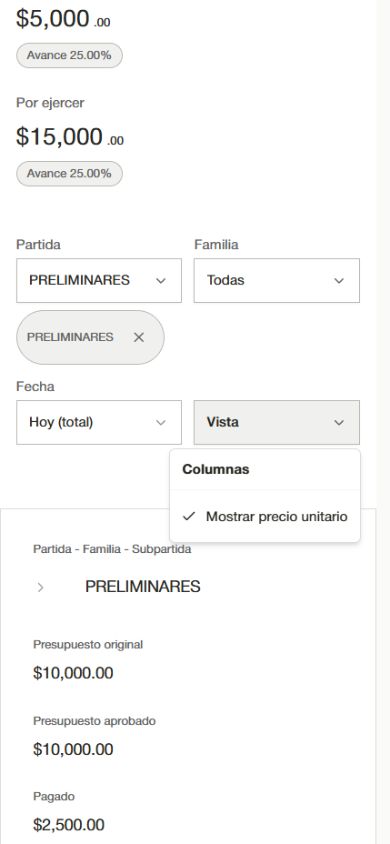 $5,000 .00
Avance 25.00%
Por ejercer
$15,000 .00
Avance 25.00%
Partida Familia
PRELIMINARES Todas
PRELIMINARES
Fecha
Hoy (total) Vista
Columnas
Mostrar precio unitario
Partida - Familia - Subpartida
PRELIMINARES
Presupuesto original
$10,000.00
Presupuesto aprobado
$10,000.00
Pagado
$2,500.00